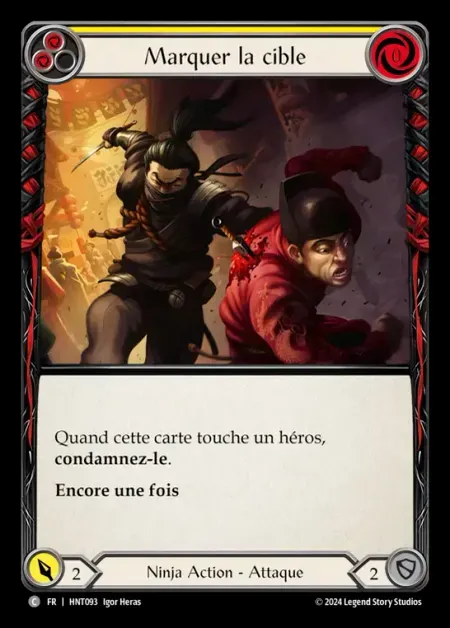 Marquer la cible
0
Quand cette carte touche un héros,
condamnez-le.
Encore une fois
2
Ninja Action - Attaque
2
C FR | HNT093 Igor Heras
© 2024 Legend Story Studios